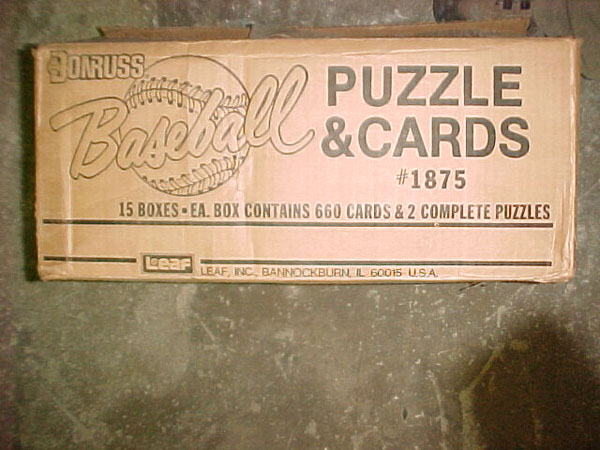 DONRUSS
Baseball
PUZZLE
& CARDS
#1875
15 BOXES • EA. BOX CONTAINS 660 CARDS & 2 COMPLETE PUZZLES
Leaf LEAF, INC., BANNOCKBURN, IL 60015 U.S.A.